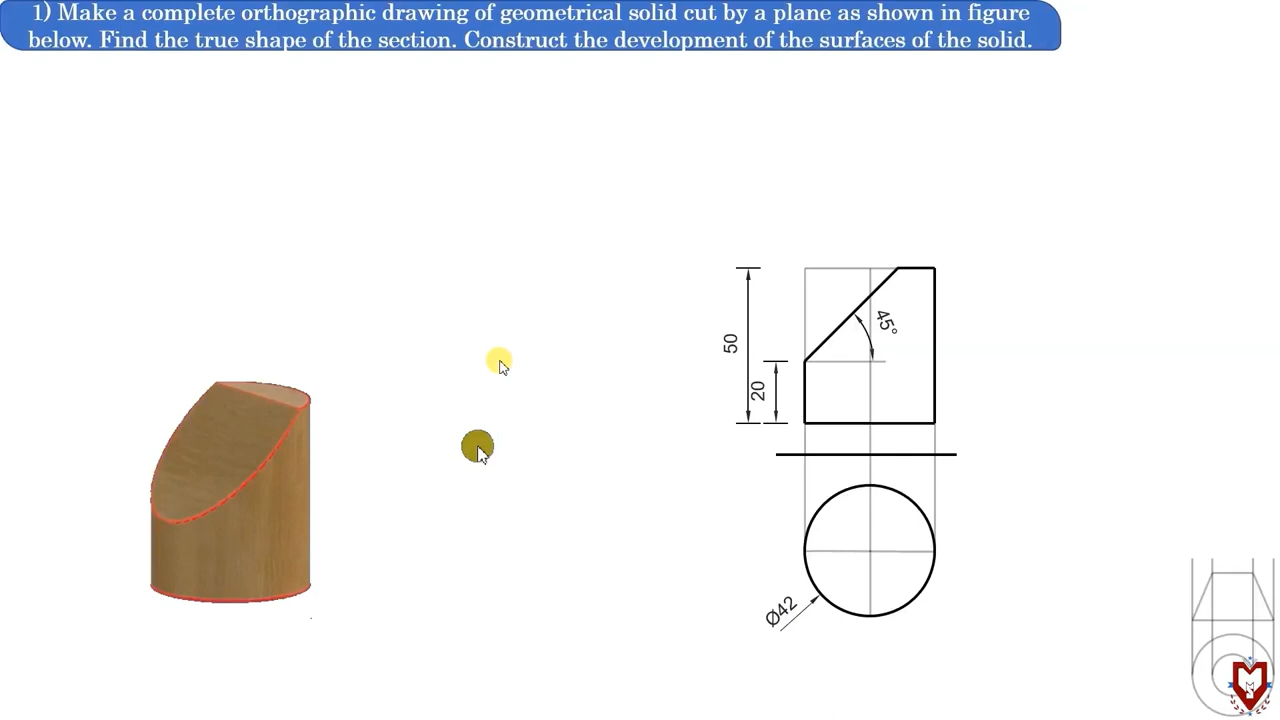 1) Make a complete orthographic drawing of geometrical solid cut by a plane as shown in figure
below. Find the true shape of the section. Construct the development of the surfaces of the solid.
50
20
45°
Ø42